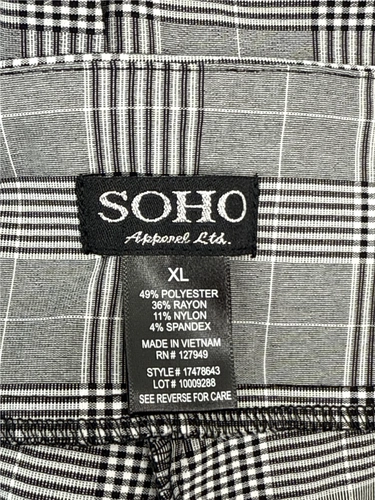 SOHO
Apparel Ltd.
XL
49% POLYESTER
36% RAYON
11% NYLON
4% SPANDEX
MADE IN VIETNAM
RN # 127949
STYLE # 17478643
LOT # 10009288
SEE REVERSE FOR CARE